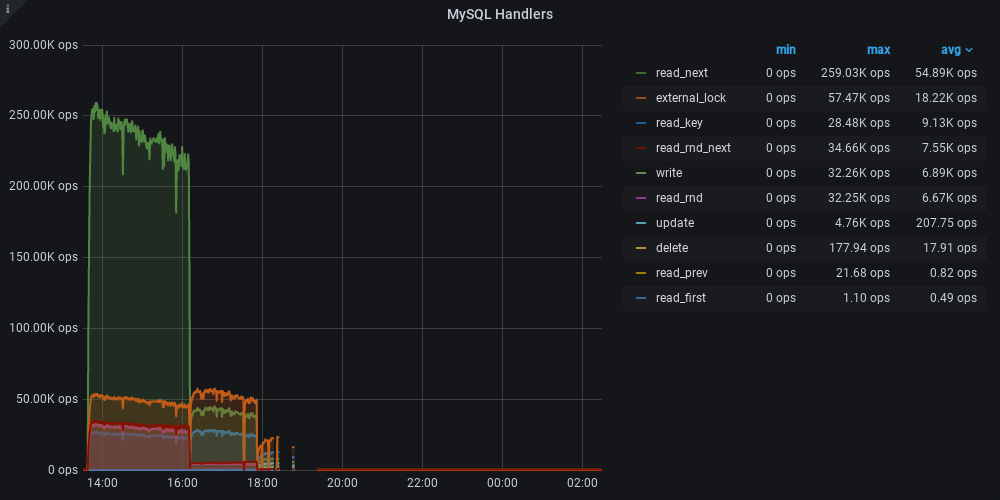 i
MySQL Handlers
300.00K ops
250.00K ops
200.00K ops
150.00K ops
100.00K ops
50.00K ops
0 ops
14:00 16:00 18:00 20:00 22:00 00:00 02:00
min max avg
read_next 0 ops 259.03K ops 54.89K ops
external_lock 0 ops 57.47K ops 18.22K ops
read_key 0 ops 28.48K ops 9.13K ops
read_rnd_next 0 ops 34.66K ops 7.55K ops
write 0 ops 32.26K ops 6.89K ops
read_rnd 0 ops 32.25K ops 6.67K ops
update 0 ops 4.76K ops 207.75 ops
delete 0 ops 177.94 ops 17.91 ops
read_prev 0 ops 21.68 ops 0.82 ops
read_first 0 ops 1.10 ops 0.49 ops